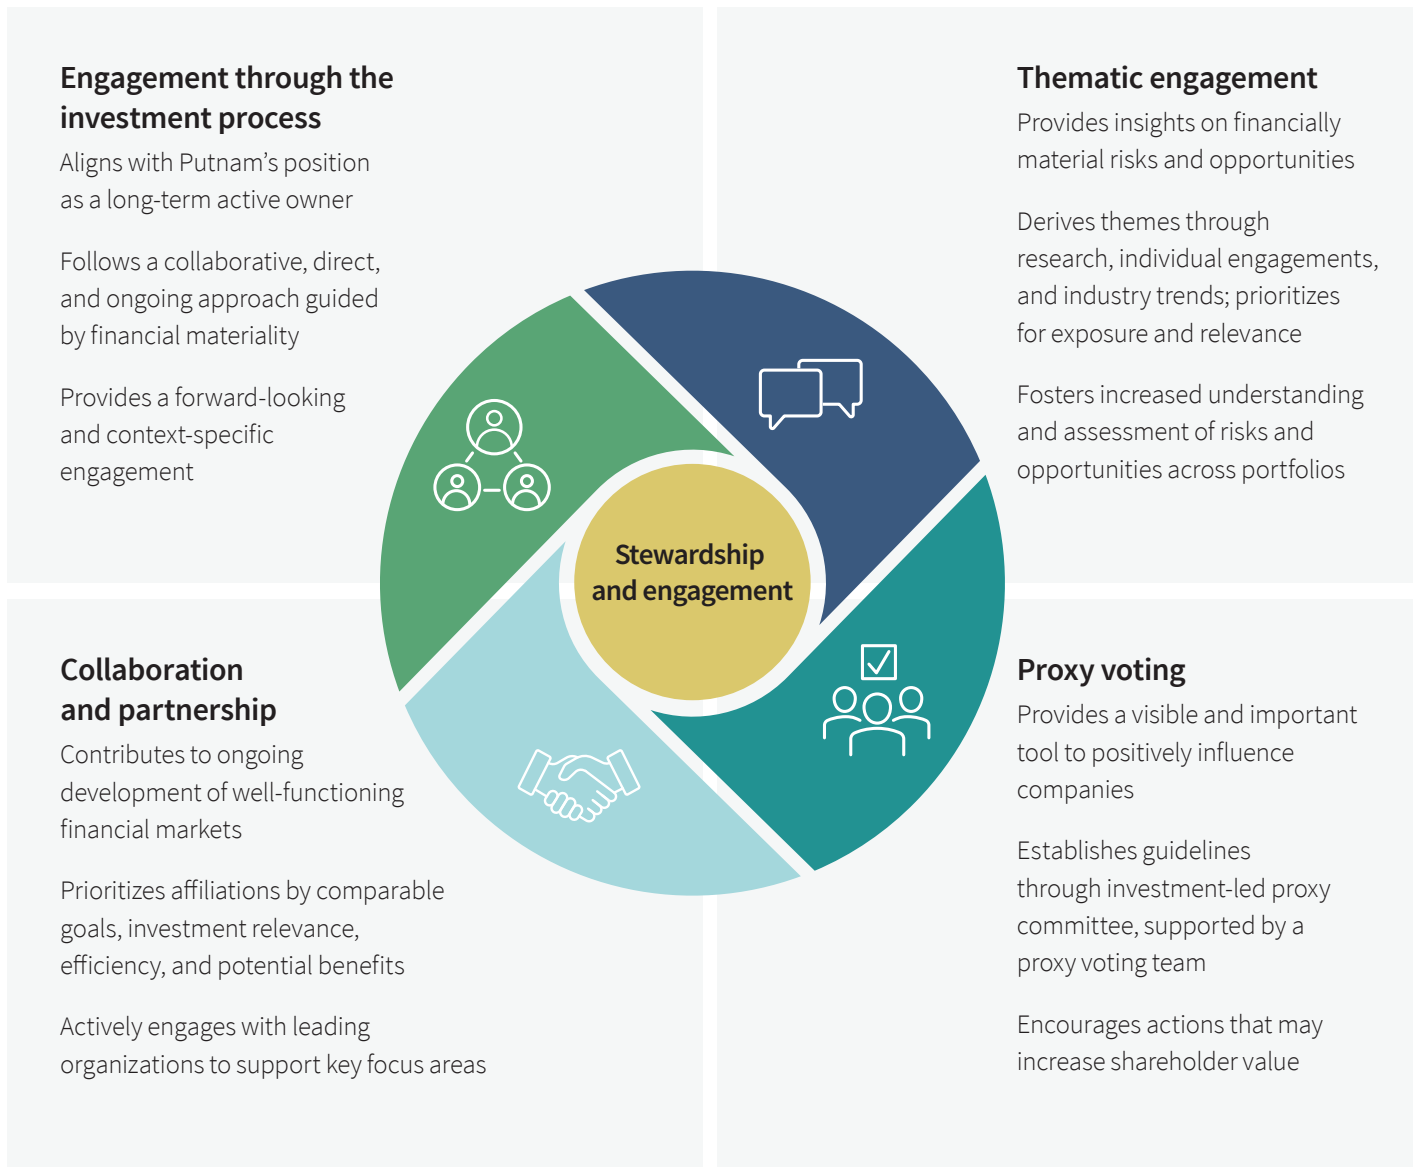 Engagement through the
investment process
Aligns with Putnam’s position
as a long-term active owner
Follows a collaborative, direct,
and ongoing approach guided
by financial materiality
Provides a forward-looking
and context-specific
engagement
Thematic engagement
Provides insights on financially
material risks and opportunities
Derives themes through
research, individual engagements,
and industry trends; prioritizes
for exposure and relevance
Fosters increased understanding
and assessment of risks and
opportunities across portfolios
Stewardship
and engagement
Collaboration
and partnership
Contributes to ongoing
development of well-functioning
financial markets
Prioritizes affiliations by comparable
goals, investment relevance,
efficiency, and potential benefits
Actively engages with leading
organizations to support key focus areas
Proxy voting
Provides a visible and important
tool to positively influence
companies
Establishes guidelines
through investment-led proxy
committee, supported by a
proxy voting team
Encourages actions that may
increase shareholder value